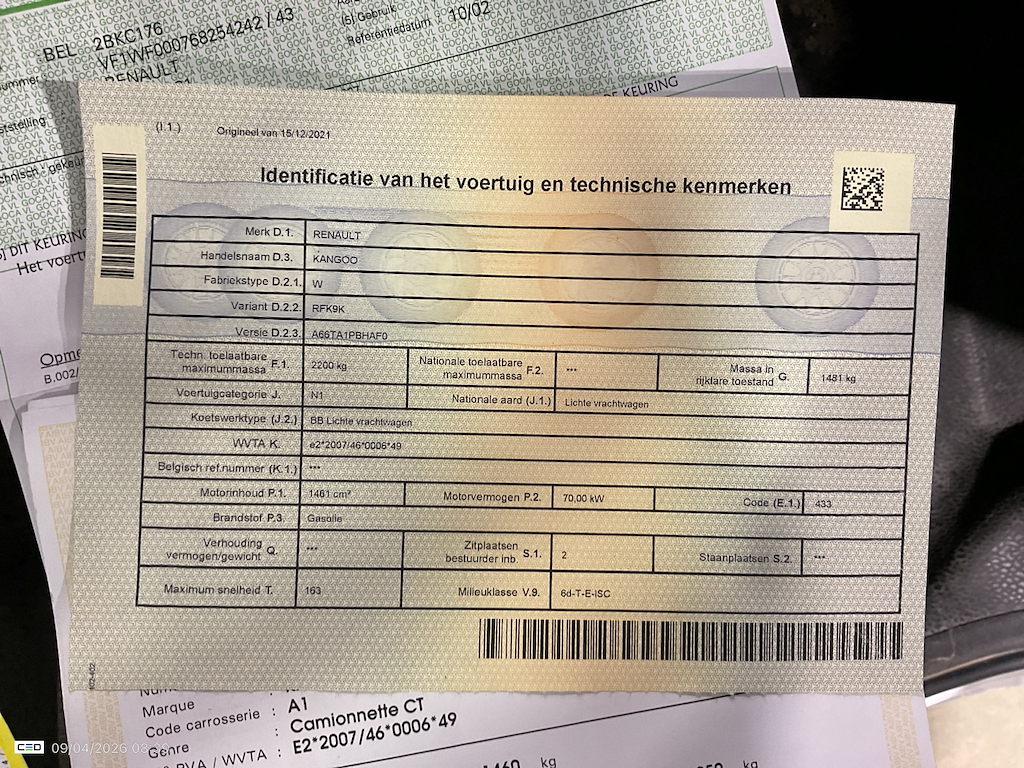 BEL 2BKC176
VF1WF000768254242 / 43
RENAULT
(5) Gebruik
Referentiedatum : 10/02
KEURING
DIT KEURING
Het voertu
Opme
B.002/
(I.1.)
Origineel van 15/12/2021
Identificatie van het voertuig en technische kenmerken
Merk D.1. RENAULT
Handelsnaam D.3. KANGOO
Fabriekstype D.2.1. W
Variant D.2.2. RFK9K
Versie D.2.3. A66TA1PBHAF0
Techn. toelaatbare maximummassa F.1. 2200 kg Nationale toelaatbare maximummassa F.2. *** Massa in rijklare toestand G. 1481 kg
Voertuigcategorie J. N1 Nationale aard (J.1.) Lichte vrachtwagen
Koetswerktype (J.2.) BB Lichte vrachtwagen
WVTA K. e2*2007/46*0006*49
Belgisch ref.nummer (K.1.) ***
Motorinhoud P.1. 1461 cm³ Motorvermogen P.2. 70,00 kW Code (E.1.) 433
Brandstof P.3. Gasolie
Verhouding vermogen/gewicht Q. *** Zitplaatsen bestuurder inb. S.1. 2 Staanplaatsen S.2. ***
Maximum snelheid T. 163 Milieuklasse V.9. 6d-T-E-ISC
Marque :
Code carrosserie : A1
Genre : Camionnette CT
PVA / WVTA : E2*2007/46*0006*49
kg
kg
CEO 09/04/2026